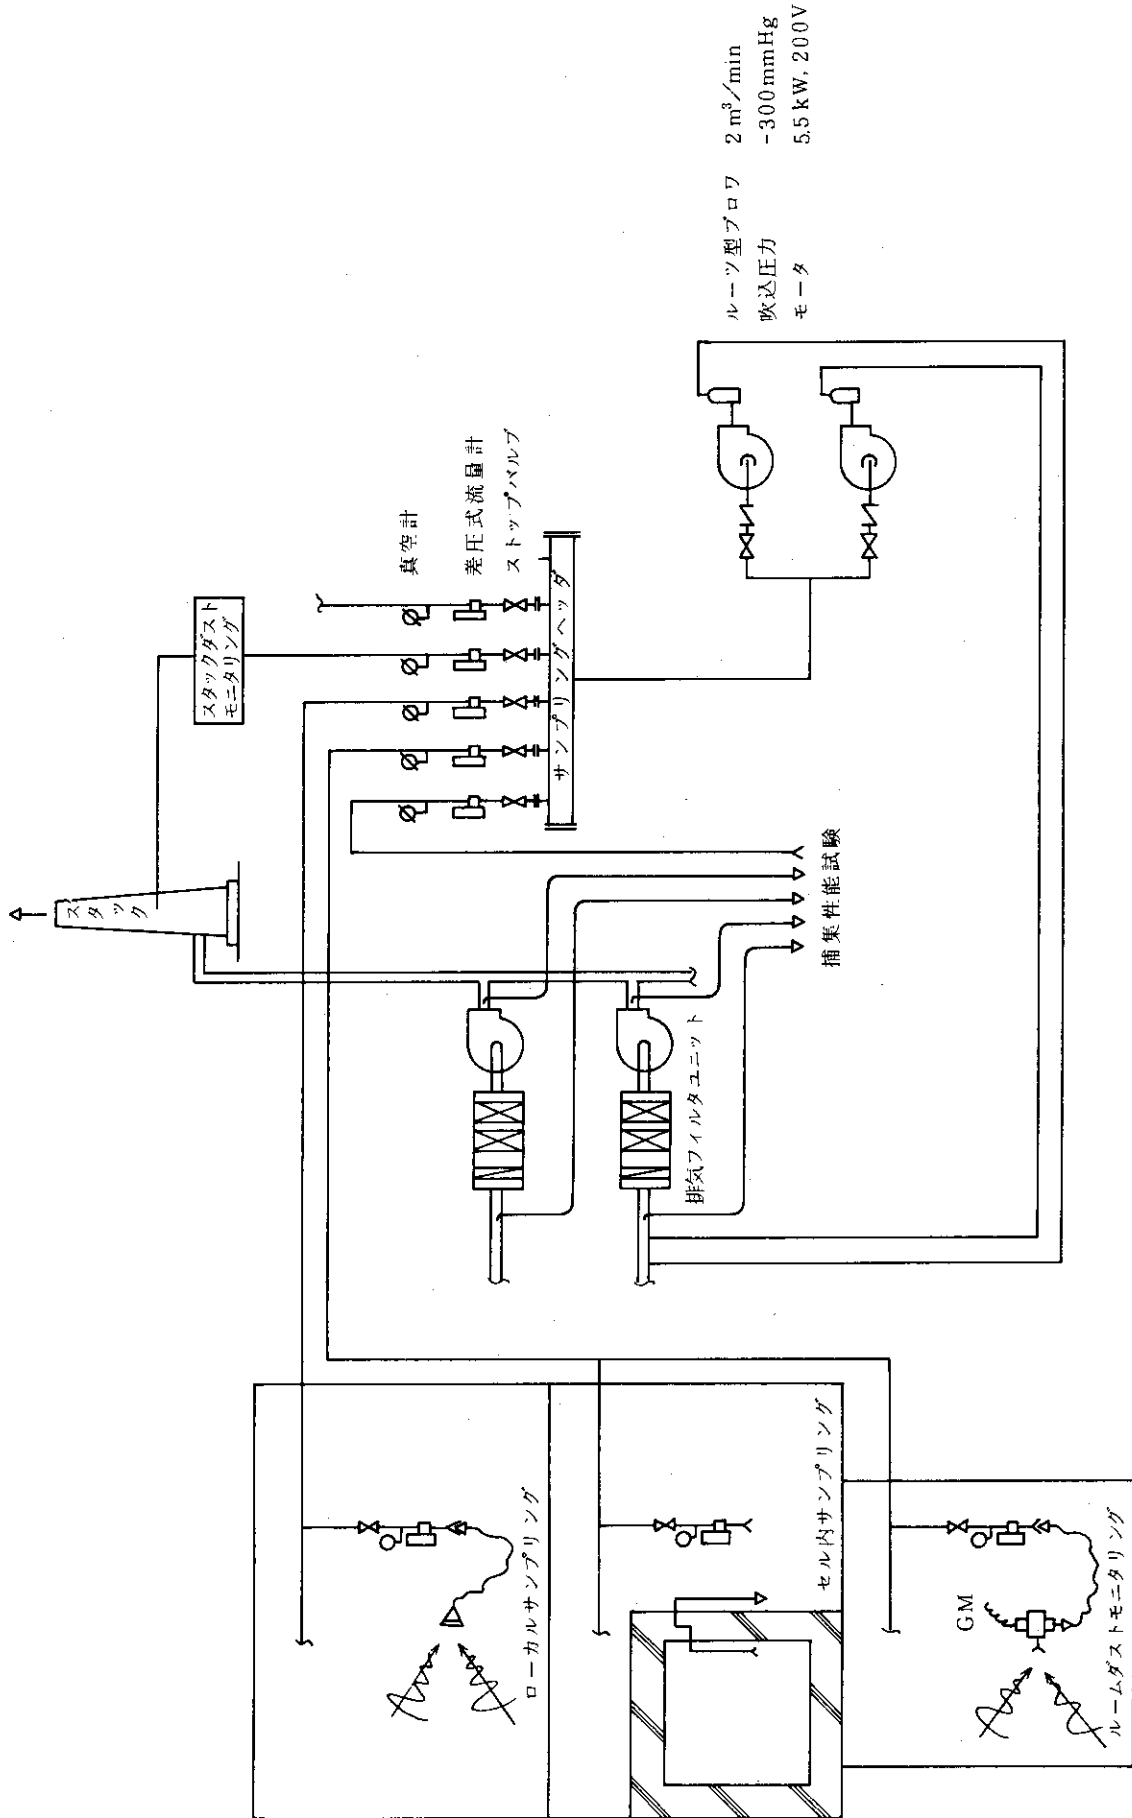 スタック
スタックダスト
モニタリング
真空計
差圧式流量計
ストップバルブ
サンプリングヘッダ
ルーツ型ブロワ 2 m³/min
吹込圧力 -300mmHg
モータ 5.5 kW, 200V
捕集性能試験
排気フィルタユニット
ローカルサンプリング
セル内サンプリング
GM
ルームダストモニタリング